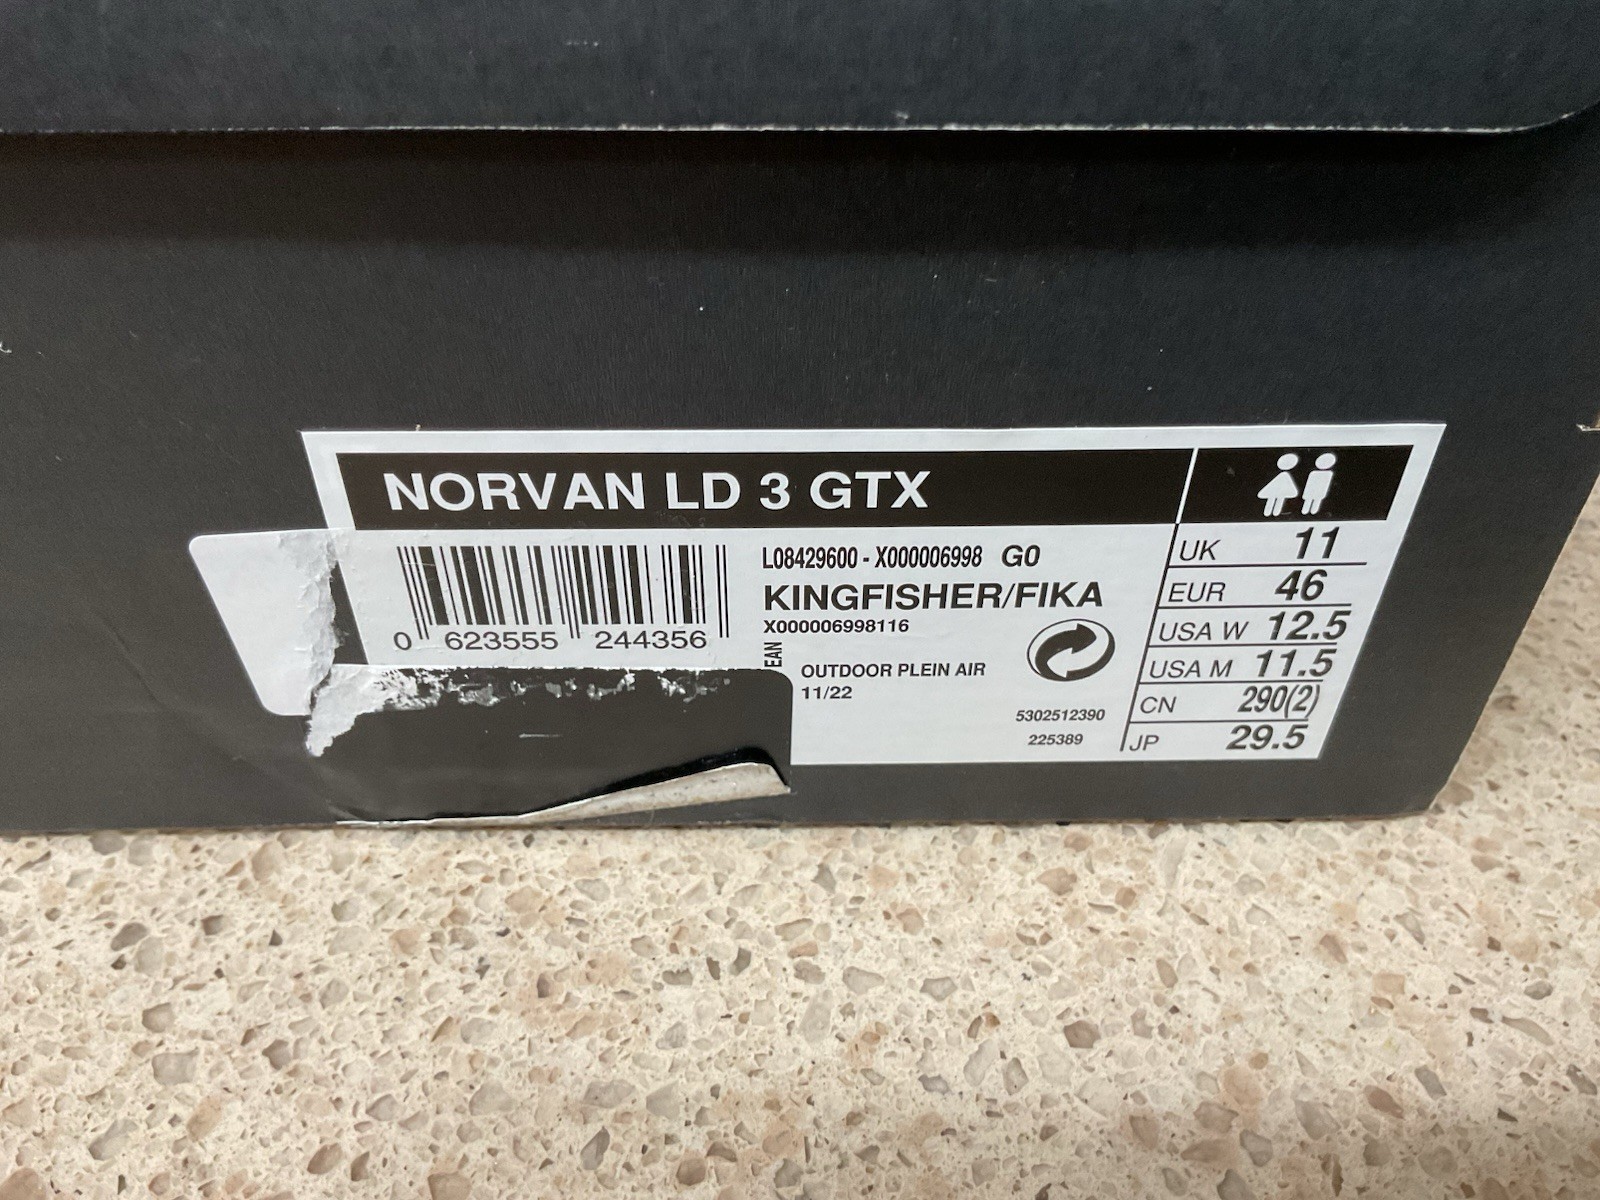 NORVAN LD 3 GTX
0 623555 244356
L08429600 - X000006998 G0
KINGFISHER/FIKA
X000006998116
EAN
OUTDOOR PLEIN AIR
11/22
5302512390
225389
UK 11
EUR 46
USA W 12.5
USA M 11.5
CN 290(2)
JP 29.5